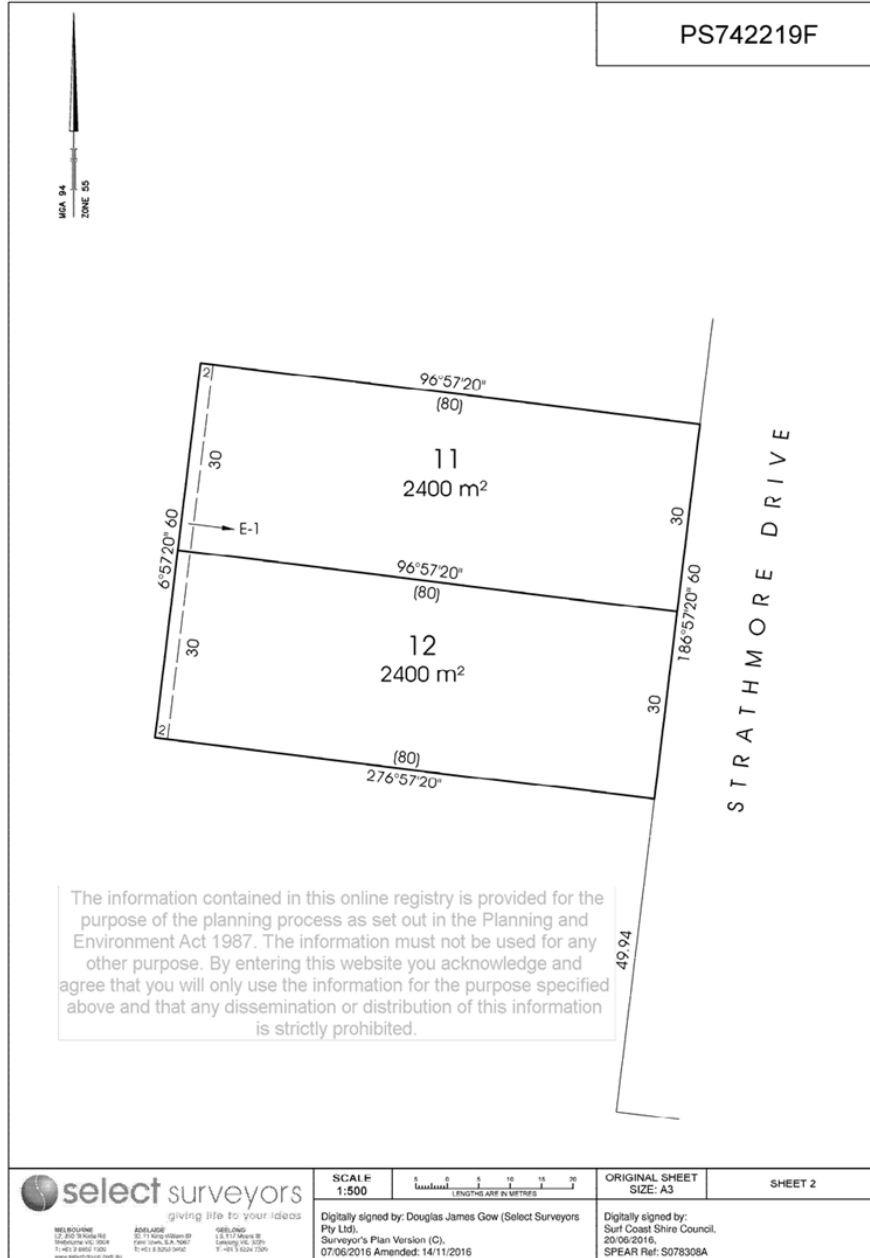 PS742219F
MGA 94
ZONE 55
96°57'20"
(80)
2
30
11
2400 m²
30
E-1
6°57'20" 60
96°57'20"
(80)
186°57'20" 60
STRATHMORE DRIVE
30
12
2400 m²
30
2
(80)
276°57'20"
The information contained in this online registry is provided for the
purpose of the planning process as set out in the Planning and
Environment Act 1987. The information must not be used for any
other purpose. By entering this website you acknowledge and
agree that you will only use the information for the purpose specified
above and that any dissemination or distribution of this information
is strictly prohibited.
49.94
select surveyors
giving life to your ideas
MELBOURNE
ADELAIDE
GEELONG
SCALE
1:500
5 0 5 10 15 20
LENGTHS ARE IN METRES
ORIGINAL SHEET
SIZE: A3
SHEET 2
Digitally signed by: Douglas James Gow (Select Surveyors
Pty Ltd),
Surveyor's Plan Version (C),
07/06/2016 Amended: 14/11/2016
Digitally signed by:
Surf Coast Shire Council,
20/06/2016,
SPEAR Ref: S078308A